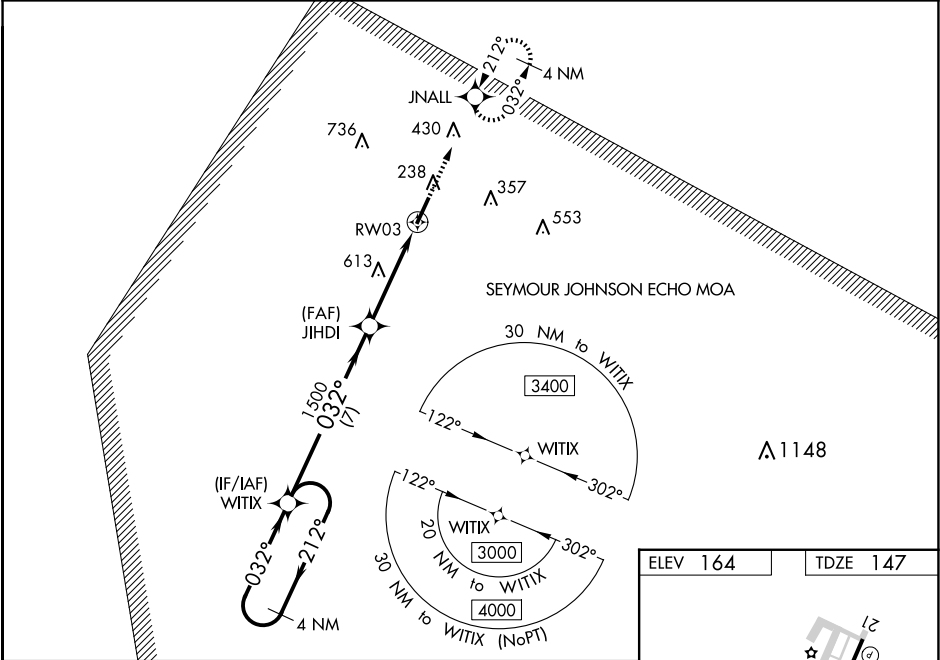 212°
4 NM
032°
JNALL
736
430
238
357
RW03
553
613
SEYMOUR JOHNSON ECHO MOA
(FAF)
JIHDI
30 NM to WITIX
3400
1500
032°
(7)
122°
WITIX
302°
1148
(IF/IAF)
WITIX
122°
WITIX
302°
20 NM to WITIX
3000
30 NM to WITIX (NoPT)
4000
032°
212°
4 NM
ELEV 164
TDZE 147
21
P